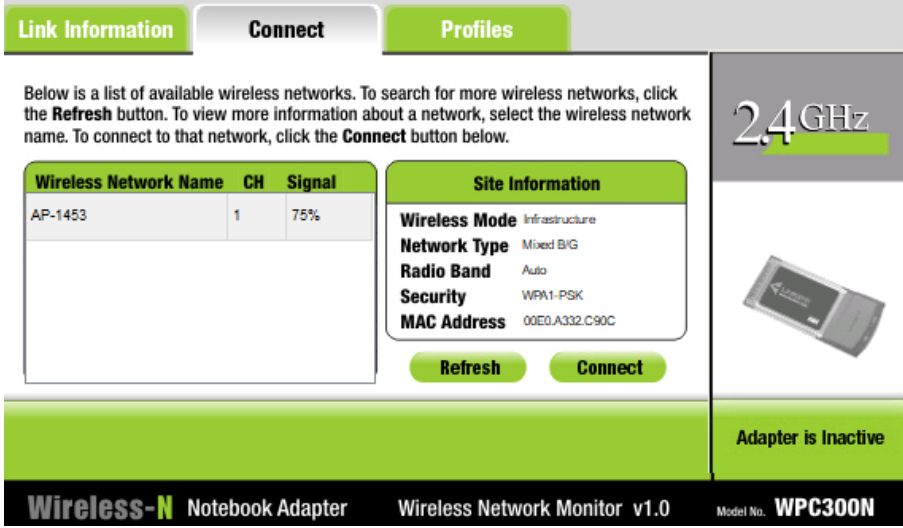 Link Information
Connect
Profiles
Below is a list of available wireless networks. To search for more wireless networks, click
the Refresh button. To view more information about a network, select the wireless network
name. To connect to that network, click the Connect button below.
2.4GHz
Wireless Network Name CH Signal
AP-1453 1 75%
Site Information
Wireless Mode Infrastructure
Network Type Mixed B/G
Radio Band Auto
Security WPA1-PSK
MAC Address 00E0.A332.C90C
Refresh
Connect
Adapter is Inactive
Wireless-N Notebook Adapter Wireless Network Monitor v1.0 Model No. WPC300N